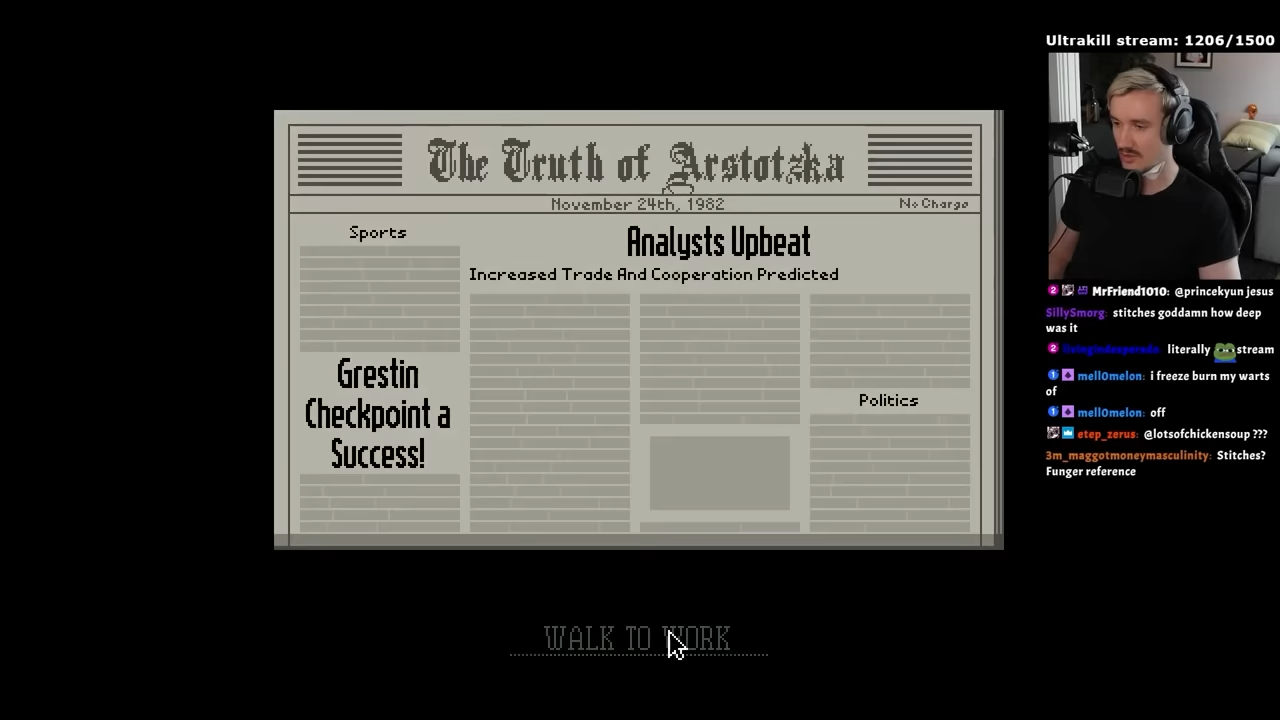 Ultrakill stream: 1206/1500
The Truth of Arstotzka
November 24th, 1982
No Charge
Sports
Analysts Upbeat
Increased Trade And Cooperation Predicted
Grestin
Checkpoint a
Success!
Politics
WALK TO WORK
MrFriend1010: @princekyun jesus
SillySmorg: stitches goddamn how deep
was it
literally stream
mell0melon: i freeze burn my warts
of
mell0melon: off
etep_zerus: @lotsofchickensoup ???
3m_maggotmoneymasculinity: Stitches?
Funger reference